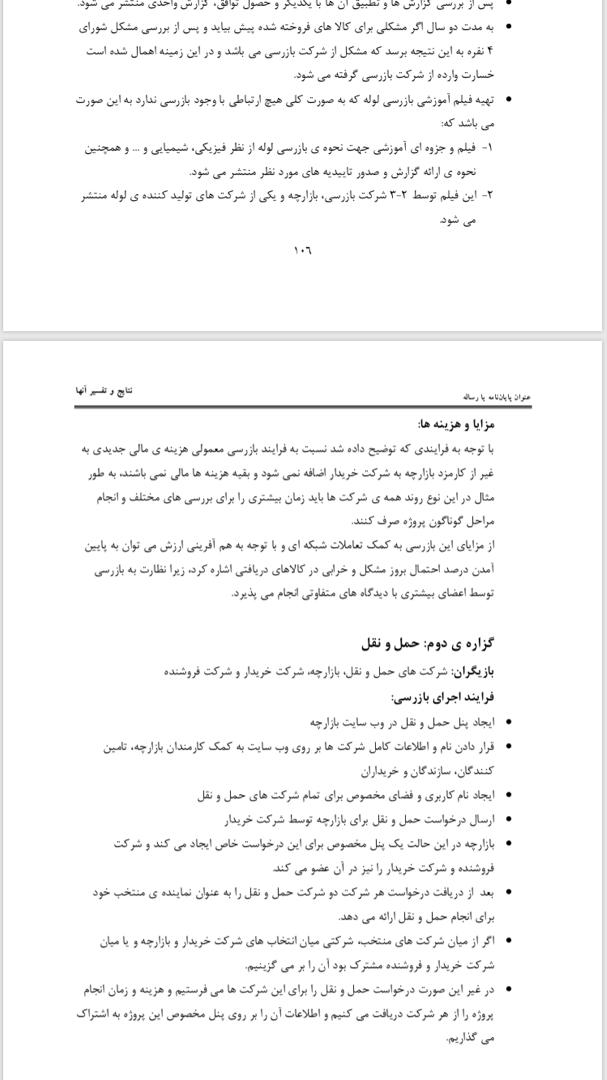 پس از بررسی گزارش ها و تطبیق آن ها با یکدیگر و حصول توافق، گزارش واحدی منتشر می شود.
• به مدت دو سال اگر مشکلی برای کالا های فروخته شده پیش بیاید و پس از بررسی مشکل شورای
۴ نفره به این نتیجه برسد که مشکل از شرکت بازرسی می باشد و در این زمینه اهمال شده است
خسارت وارده از شرکت بازرسی گرفته می شود.
• تهیه فیلم آموزشی بازرسی لوله که به صورت کلی هیچ ارتباطی با وجود بازرسی ندارد به این صورت
می باشد که:
۱- فیلم و جزوه ای آموزشی جهت نحوه ی بازرسی لوله از نظر فیزیکی، شیمیایی و ... و همچنین
نحوه ی ارائه گزارش و صدور تاییدیه های مورد نظر منتشر می شود.
۲- این فیلم توسط ۲-۳ شرکت بازرسی، بازارچه و یکی از شرکت های تولید کننده ی لوله منتشر
می شود.
۱۰۶
عنوان پایان‌نامه یا رساله نتایج و تفسیر آنها
مزایا و هزینه ها:
با توجه به فرایندی که توضیح داده شد نسبت به فرایند بازرسی معمولی هزینه ی مالی جدیدی به
غیر از کارمزد بازارچه به شرکت خریدار اضافه نمی شود و بقیه هزینه ها مالی نمی باشند، به طور
مثال در این نوع روند همه ی شرکت ها باید زمان بیشتری را برای بررسی های مختلف و انجام
مراحل گوناگون پروژه صرف کنند.
از مزایای این بازرسی به کمک تعاملات شبکه ای و با توجه به هم آفرینی ارزش می توان به پایین
آمدن درصد احتمال بروز مشکل و خرابی در کالاهای دریافتی اشاره کرد، زیرا نظارت به بازرسی
توسط اعضای بیشتری با دیدگاه های متفاوتی انجام می پذیرد.
گزاره ی دوم: حمل و نقل
بازیگران: شرکت های حمل و نقل، بازارچه، شرکت خریدار و شرکت فروشنده
فرایند اجرای بازرسی:
• ایجاد پنل حمل و نقل در وب سایت بازارچه
• قرار دادن نام و اطلاعات کامل شرکت ها بر روی وب سایت به کمک کارمندان بازارچه، تامین
کنندگان، سازندگان و خریداران
• ایجاد نام کاربری و فضای مخصوص برای تمام شرکت های حمل و نقل
• ارسال درخواست حمل و نقل برای بازارچه توسط شرکت خریدار
• بازارچه در این حالت یک پنل مخصوص برای این درخواست خاص ایجاد می کند و شرکت
فروشنده و شرکت خریدار را نیز در آن عضو می کند.
• بعد از دریافت درخواست هر شرکت دو شرکت حمل و نقل را به عنوان نماینده ی منتخب خود
برای انجام حمل و نقل ارائه می دهد.
• اگر از میان شرکت های منتخب، شرکتی میان انتخاب های شرکت خریدار و بازارچه و یا میان
شرکت خریدار و فروشنده مشترک بود آن را بر می گزینیم.
• در غیر این صورت درخواست حمل و نقل را برای این شرکت ها می فرستیم و هزینه و زمان انجام
پروژه را از هر شرکت دریافت می کنیم و اطلاعات آن را بر روی پنل مخصوص این پروژه به اشتراک
می گذاریم.